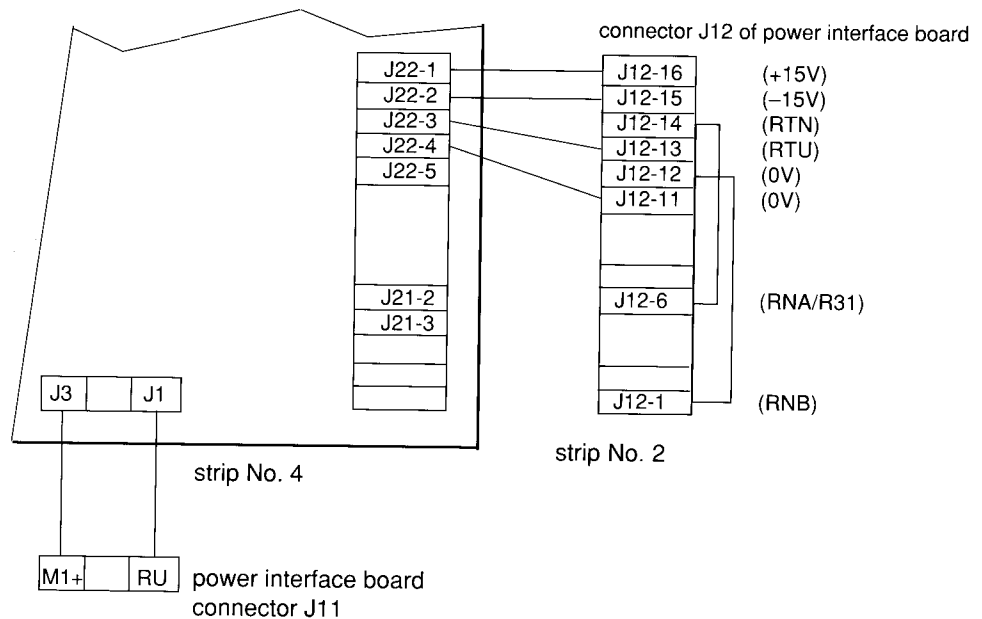 connector J12 of power interface board
J22-1 J12-16 (+15V)
J22-2 J12-15 (–15V)
J22-3 J12-14 (RTN)
J22-4 J12-13 (RTU)
J22-5 J12-12 (0V)
J12-11 (0V)
J21-2 J12-6 (RNA/R31)
J21-3
J3 J1 J12-1 (RNB)
strip No. 4 strip No. 2
M1+ RU power interface board
connector J11